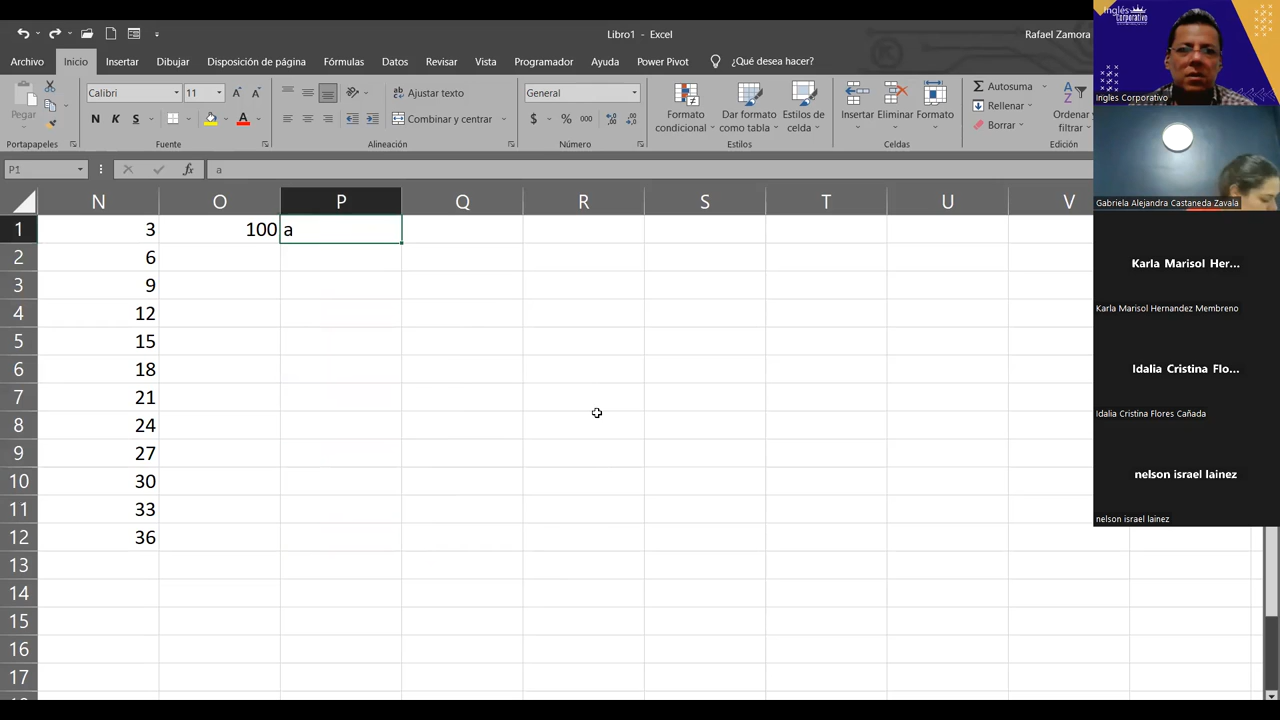 Libro1 - Excel
Rafael Zamora
Archivo Inicio Insertar Dibujar Disposición de página Fórmulas Datos Revisar Vista Programador Ayuda Power Pivot ¿Qué desea hacer?
Pegar
Portapapeles
Calibri 11
N K S
Fuente
Ajustar texto
Combinar y centrar
Alineación
General
$ % 000
Número
Formato condicional
Dar formato como tabla
Estilos de celda
Estilos
Insertar Eliminar Formato
Celdas
Autosuma
Rellenar
Borrar
Ordenar y filtrar
Edición
P1 fx a
N O P Q R S T U V
1 3 100 a
2 6
3 9
4 12
5 15
6 18
7 21
8 24
9 27
10 30
11 33
12 36
13
14
15
16
17
Inglés Corporativo
Ingles Corporativo
Gabriela Alejandra Castaneda Zavala
Karla Marisol Her...
Karla Marisol Hernandez Membreno
Idalia Cristina Flo...
Idalia Cristina Flores Cañada
nelson israel lainez
nelson israel lainez